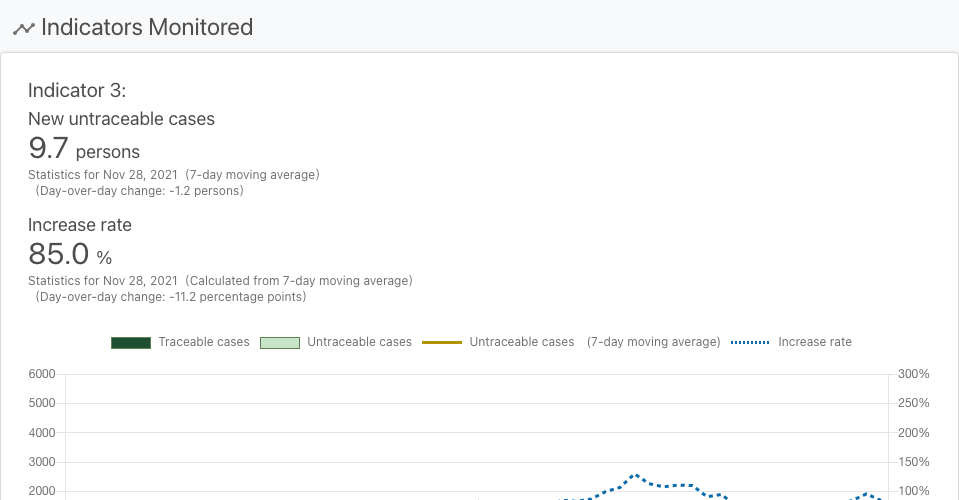 Indicators Monitored
Indicator 3:
New untraceable cases
9.7 persons
Statistics for Nov 28, 2021 (7-day moving average)
(Day-over-day change: -1.2 persons)
Increase rate
85.0 %
Statistics for Nov 28, 2021 (Calculated from 7-day moving average)
(Day-over-day change: -11.2 percentage points)
Traceable cases Untraceable cases Untraceable cases (7-day moving average) Increase rate
6000 300%
5000 250%
4000 200%
3000 150%
2000 100%